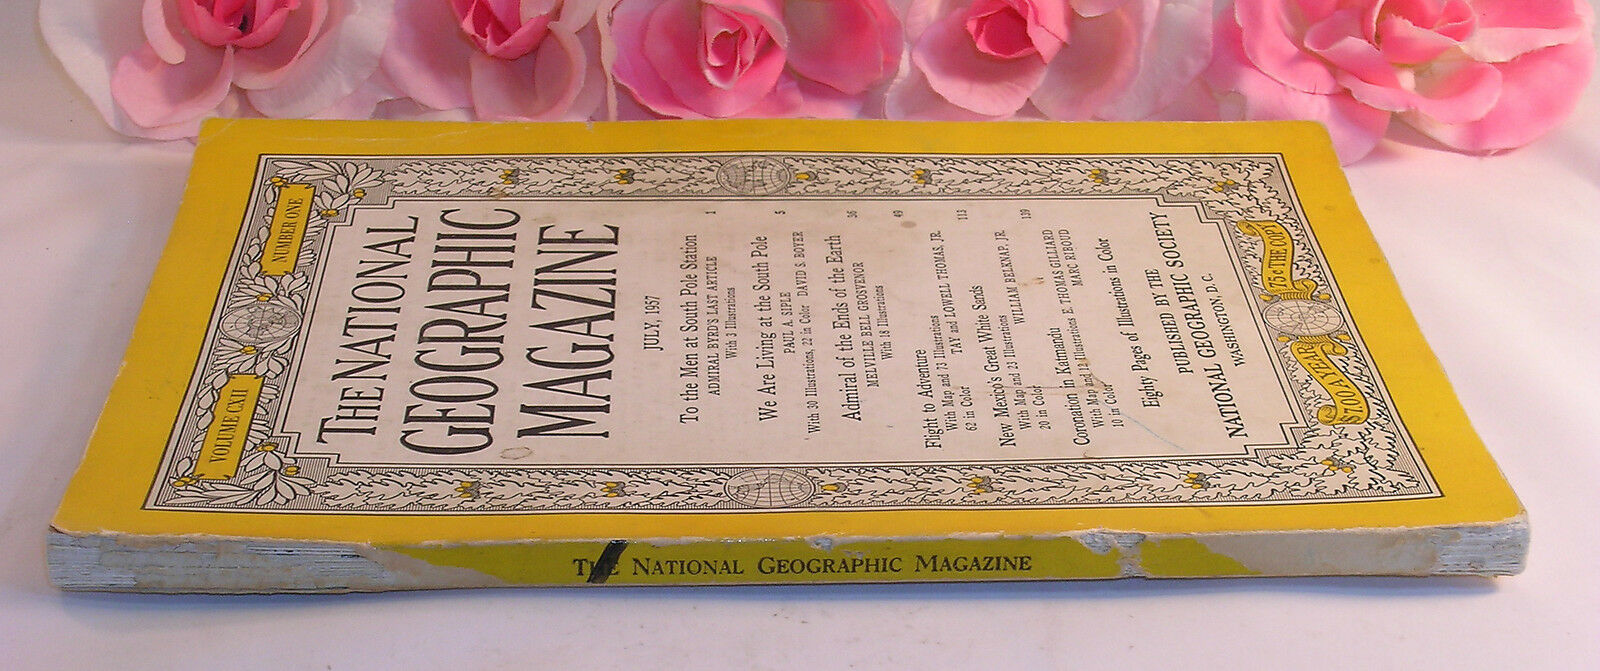 VOLUME CXII
NUMBER ONE
THE NATIONAL
GEOGRAPHIC
MAGAZINE
JULY, 1957
To the Men at South Pole Station 1
ADMIRAL BYRD'S LAST ARTICLE
With 3 Illustrations
We Are Living at the South Pole 5
PAUL A. SIPLE
With 30 Illustrations, 22 in Color DAVID S. BOYER
Admiral of the Ends of the Earth 36
MELVILLE BELL GROSVENOR
With 18 Illustrations
Flight to Adventure 49
With Map and 73 Illustrations
62 in Color TAY and LOWELL THOMAS, JR.
New Mexico's Great White Sands 113
With Map and 23 Illustrations
20 in Color WILLIAM BELKNAP, JR.
Coronation in Katmandu 139
With Map and 12 Illustrations E. THOMAS GILLIARD
10 in Color MARC RIBOUD
Eighty Pages of Illustrations in Color
PUBLISHED BY THE
NATIONAL GEOGRAPHIC SOCIETY
WASHINGTON, D. C.
$7.00 A YEAR
75¢ THE COPY
THE NATIONAL GEOGRAPHIC MAGAZINE